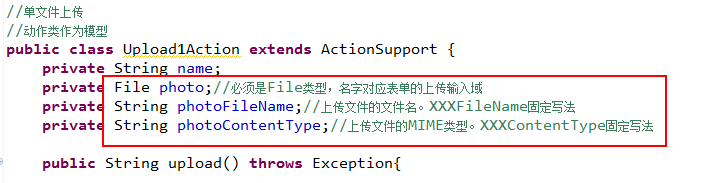 //单文件上传
//动作类作为模型
public class Upload1Action extends ActionSupport {
private String name;
private File photo;//必须是File类型，名字对应表单的上传输入域
private String photoFileName;//上传文件的文件名。XXXFileName固定写法
private String photoContentType;//上传文件的MIME类型。XXXContentType固定写法
public String upload() throws Exception{